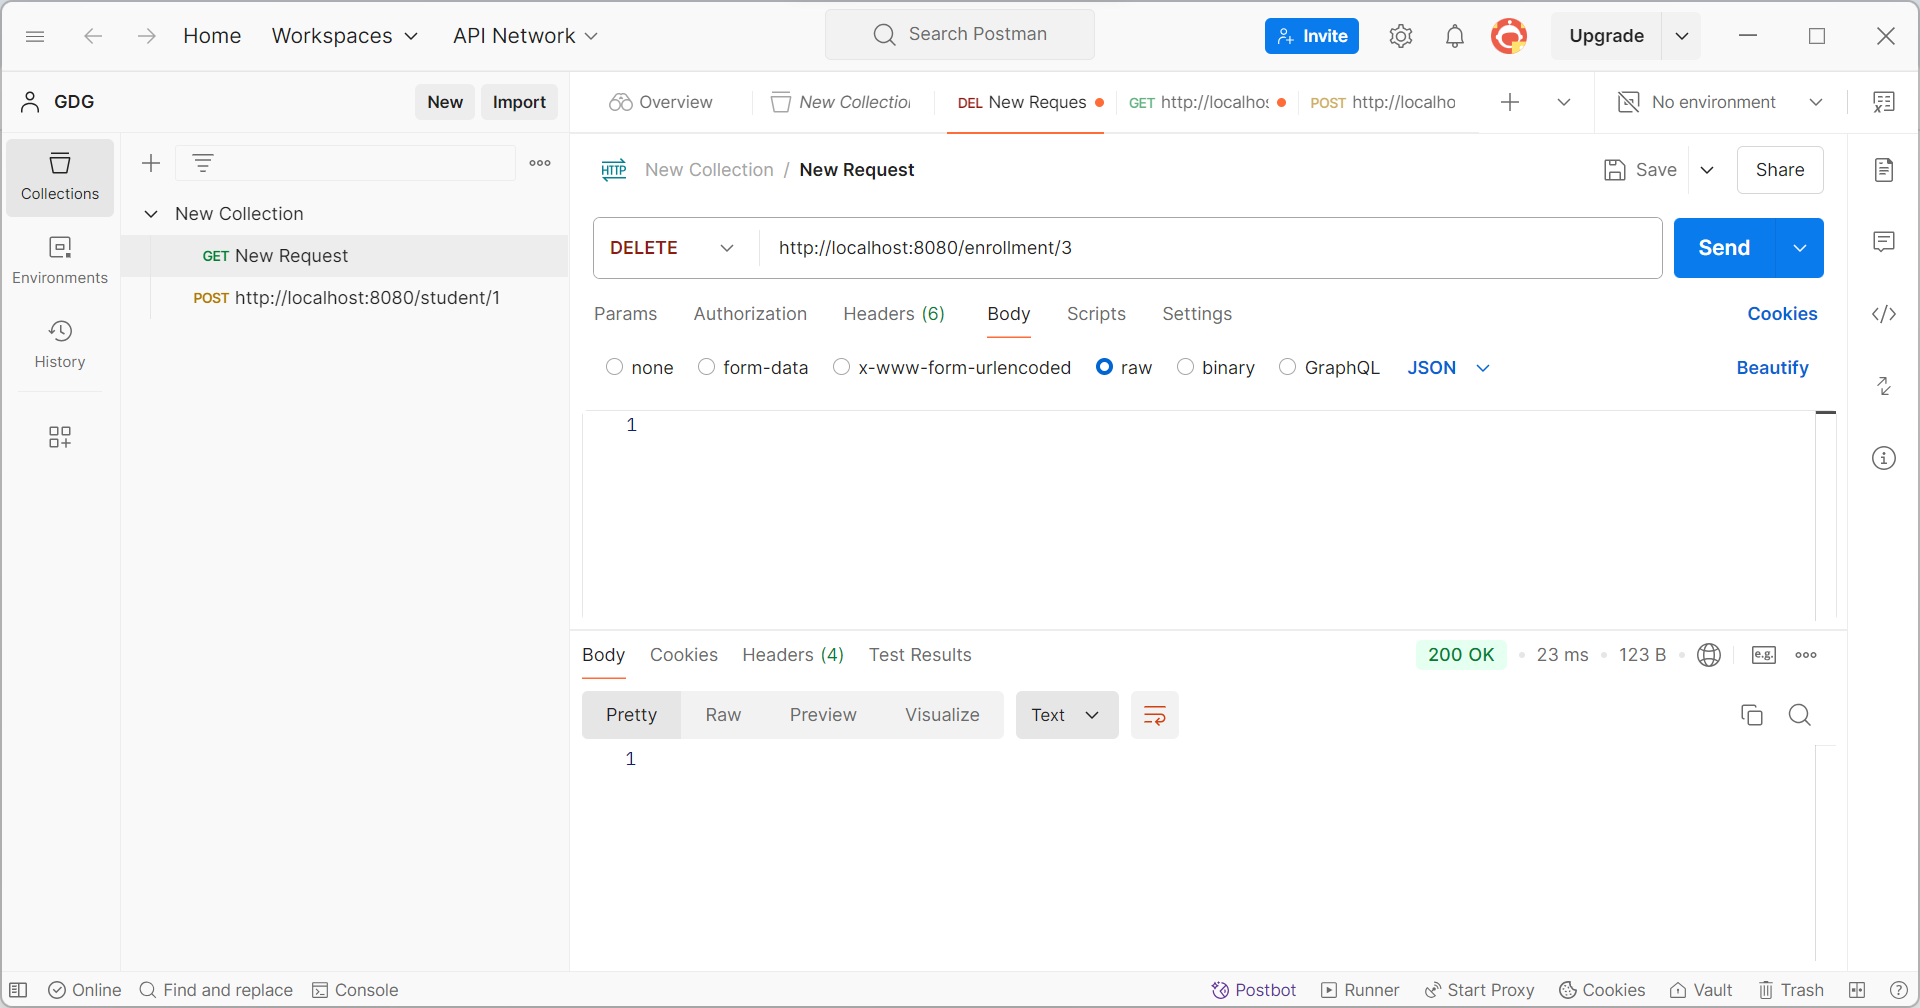 Home Workspaces API Network Search Postman Invite Upgrade
GDG New Import Overview New Collection DEL New Reques GET http://localhos POST http://localho No environment
Collections
Environments
History
New Collection
GET New Request
POST http://localhost:8080/student/1
HTTP New Collection / New Request Save Share
DELETE http://localhost:8080/enrollment/3 Send
Params Authorization Headers (6) Body Scripts Settings Cookies
none form-data x-www-form-urlencoded raw binary GraphQL JSON Beautify
1
Body Cookies Headers (4) Test Results 200 OK 23 ms 123 B e.g.
Pretty Raw Preview Visualize Text
1
Online Find and replace Console Postbot Runner Start Proxy Cookies Vault Trash